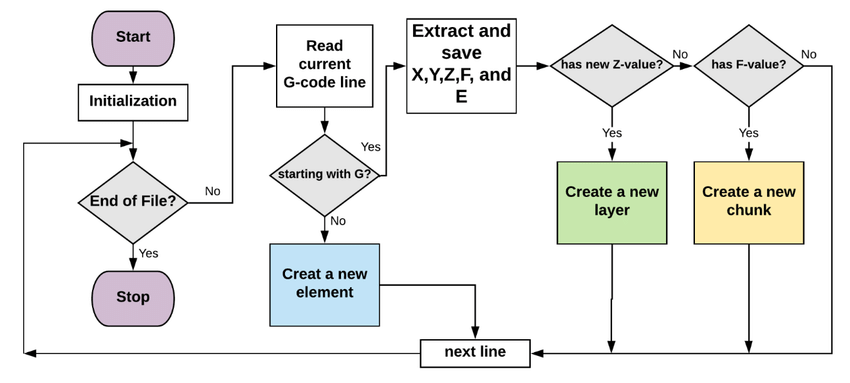 Start
Initialization
End of File?
No
Yes
Stop
Read
current
G-code line
starting with G?
Yes
No
Creat a new
element
Extract and
save
X,Y,Z,F, and
E
has new Z-value?
No
Yes
Create a new
layer
has F-value?
No
Yes
Create a new
chunk
next line